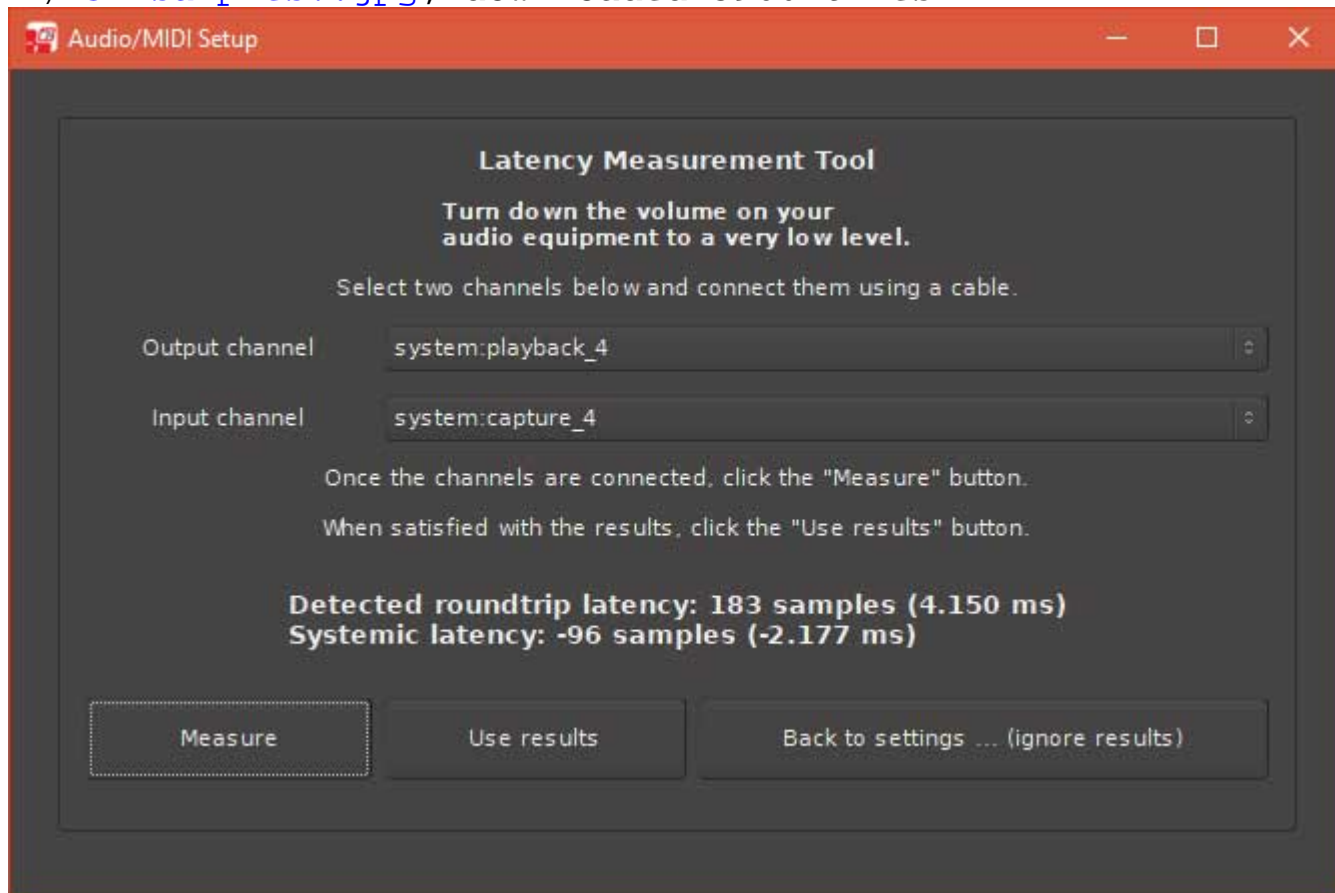 Audio/MIDI Setup
Latency Measurement Tool
Turn down the volume on your
audio equipment to a very low level.
Select two channels below and connect them using a cable.
Output channel system:playback_4
Input channel system:capture_4
Once the channels are connected, click the "Measure" button.
When satisfied with the results, click the "Use results" button.
Detected roundtrip latency: 183 samples (4.150 ms)
Systemic latency: -96 samples (-2.177 ms)
Measure Use results Back to settings ... (ignore results)